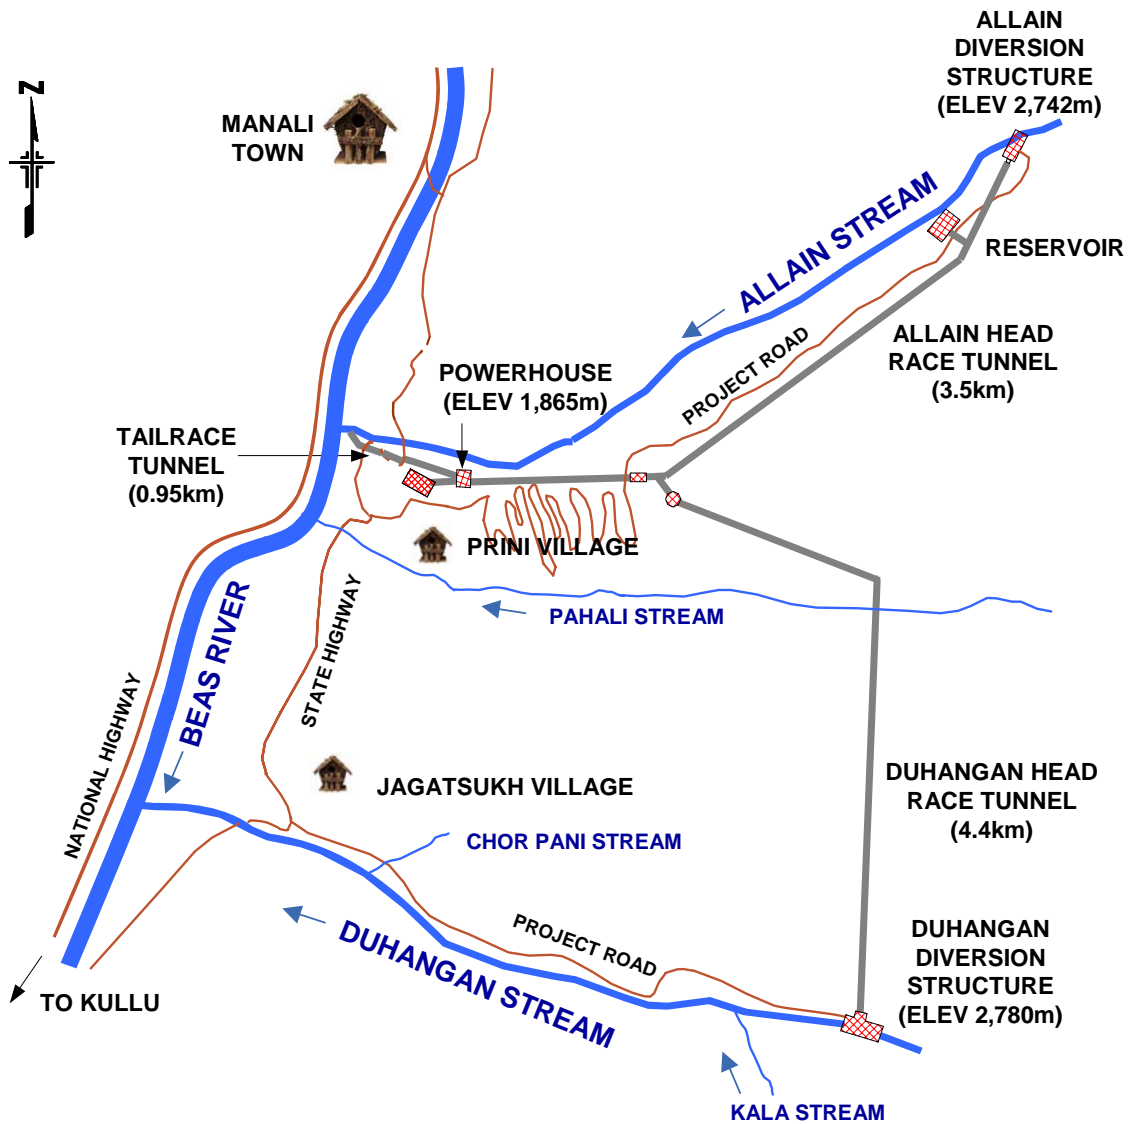 ALLAIN
DIVERSION
STRUCTURE
(ELEV 2,742m)
N
MANALI
TOWN
ALLAIN STREAM
RESERVOIR
PROJECT ROAD
ALLAIN HEAD
RACE TUNNEL
(3.5km)
POWERHOUSE
(ELEV 1,865m)
TAILRACE
TUNNEL
(0.95km)
PRINI VILLAGE
PAHALI STREAM
BEAS RIVER
STATE HIGHWAY
NATIONAL HIGHWAY
JAGATSUKH VILLAGE
DUHANGAN HEAD
RACE TUNNEL
(4.4km)
CHOR PANI STREAM
PROJECT ROAD
DUHANGAN STREAM
DUHANGAN
DIVERSION
STRUCTURE
(ELEV 2,780m)
TO KULLU
KALA STREAM